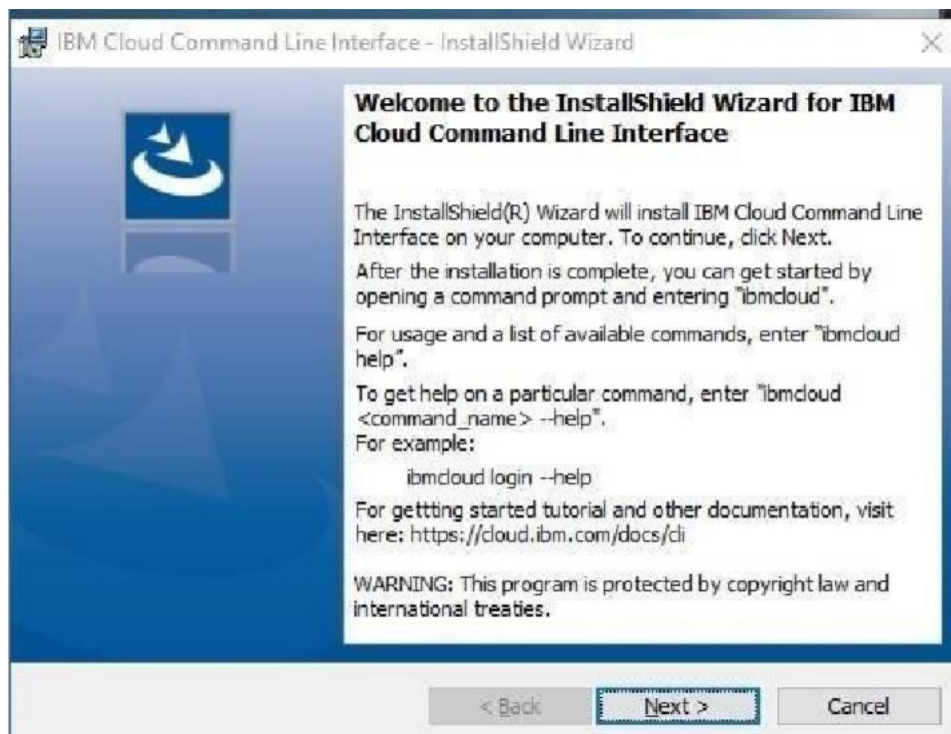 IBM Cloud Command Line Interface - InstallShield Wizard
Welcome to the InstallShield Wizard for IBM
Cloud Command Line Interface
The InstallShield(R) Wizard will install IBM Cloud Command Line
Interface on your computer. To continue, click Next.
After the installation is complete, you can get started by
opening a command prompt and entering "ibmcloud".
For usage and a list of available commands, enter "ibmcloud
help".
To get help on a particular command, enter "ibmcloud
<command_name> --help".
For example:
ibmcloud login --help
For gettting started tutorial and other documentation, visit
here: https://cloud.ibm.com/docs/cli
WARNING: This program is protected by copyright law and
international treaties.
< Back Next > Cancel